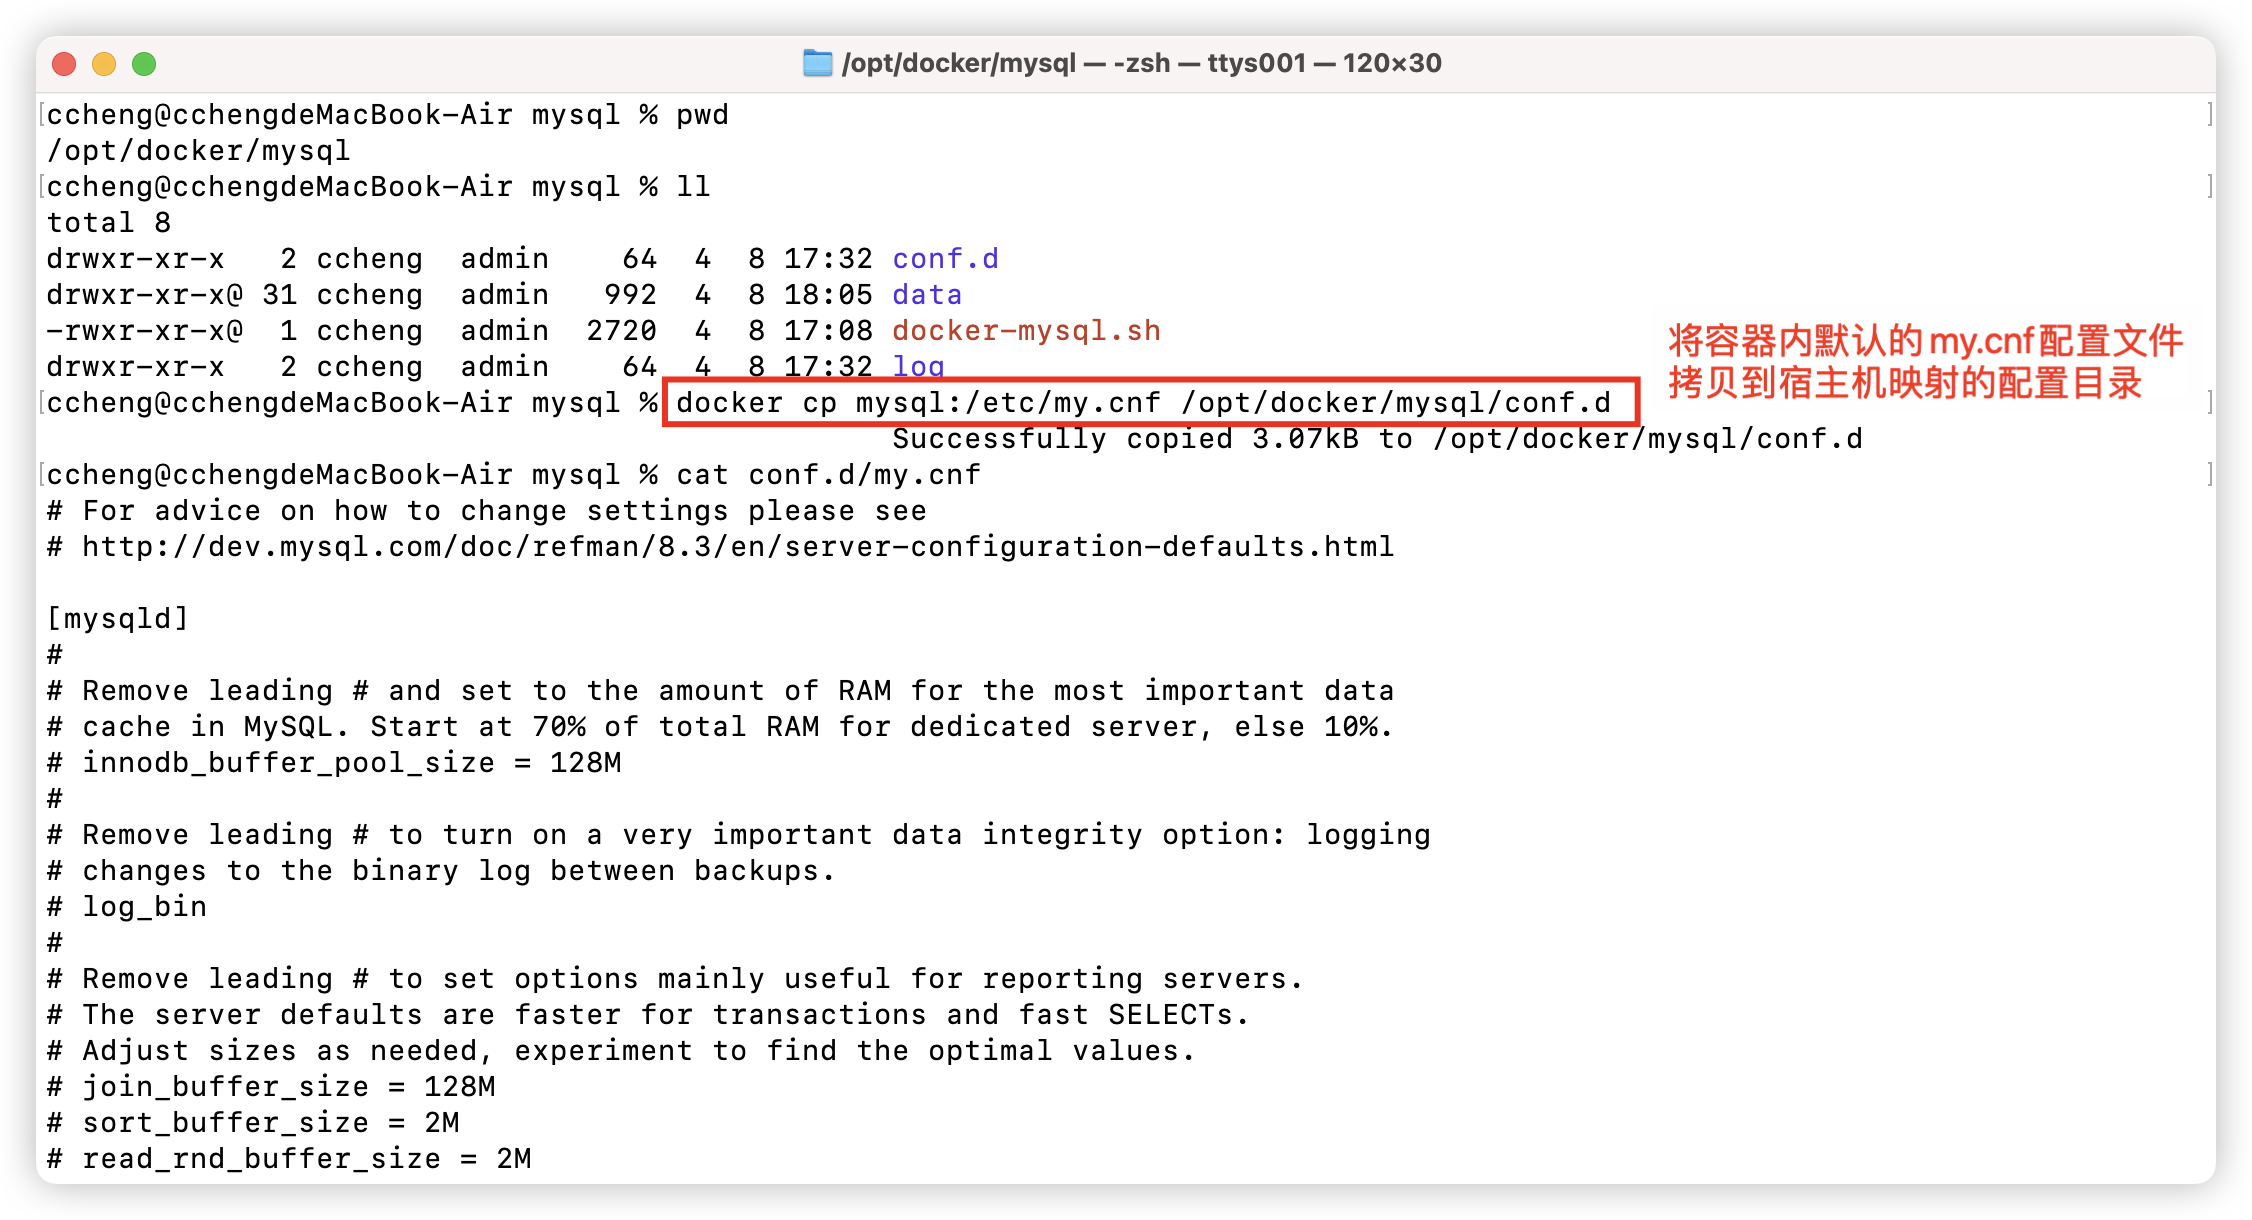 /opt/docker/mysql — -zsh — ttys001 — 120×30
[ccheng@cchengdeMacBook-Air mysql % pwd ]
/opt/docker/mysql
[ccheng@cchengdeMacBook-Air mysql % ll ]
total 8
drwxr-xr-x   2 ccheng  admin    64  4  8 17:32 conf.d
drwxr-xr-x@ 31 ccheng  admin   992  4  8 18:05 data
-rwxr-xr-x@  1 ccheng  admin  2720  4  8 17:08 docker-mysql.sh
drwxr-xr-x   2 ccheng  admin    64  4  8 17:32 log
将容器内默认的my.cnf配置文件
拷贝到宿主机映射的配置目录
[ccheng@cchengdeMacBook-Air mysql % docker cp mysql:/etc/my.cnf /opt/docker/mysql/conf.d ]
Successfully copied 3.07kB to /opt/docker/mysql/conf.d
[ccheng@cchengdeMacBook-Air mysql % cat conf.d/my.cnf ]
# For advice on how to change settings please see
# http://dev.mysql.com/doc/refman/8.3/en/server-configuration-defaults.html
[mysqld]
#
# Remove leading # and set to the amount of RAM for the most important data
# cache in MySQL. Start at 70% of total RAM for dedicated server, else 10%.
# innodb_buffer_pool_size = 128M
#
# Remove leading # to turn on a very important data integrity option: logging
# changes to the binary log between backups.
# log_bin
#
# Remove leading # to set options mainly useful for reporting servers.
# The server defaults are faster for transactions and fast SELECTs.
# Adjust sizes as needed, experiment to find the optimal values.
# join_buffer_size = 128M
# sort_buffer_size = 2M
# read_rnd_buffer_size = 2M